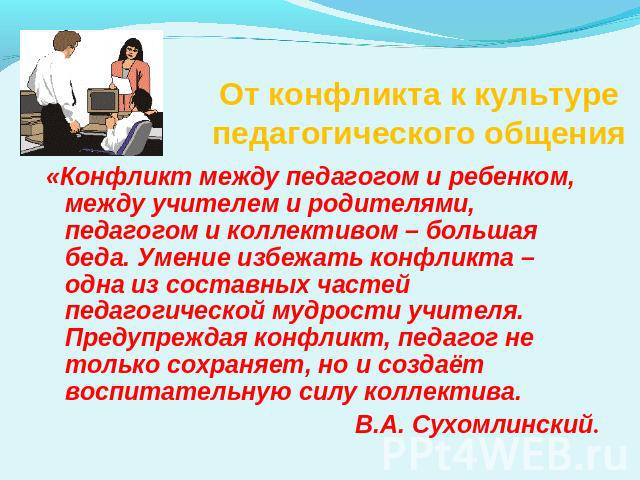 От конфликта к культуре
педагогического общения
«Конфликт между педагогом и ребенком,
между учителем и родителями,
педагогом и коллективом – большая
беда. Умение избежать конфликта –
одна из составных частей
педагогической мудрости учителя.
Предупреждая конфликт, педагог не
только сохраняет, но и создаёт
воспитательную силу коллектива.
В.А. Сухомлинский.
PPt4WEB.ru